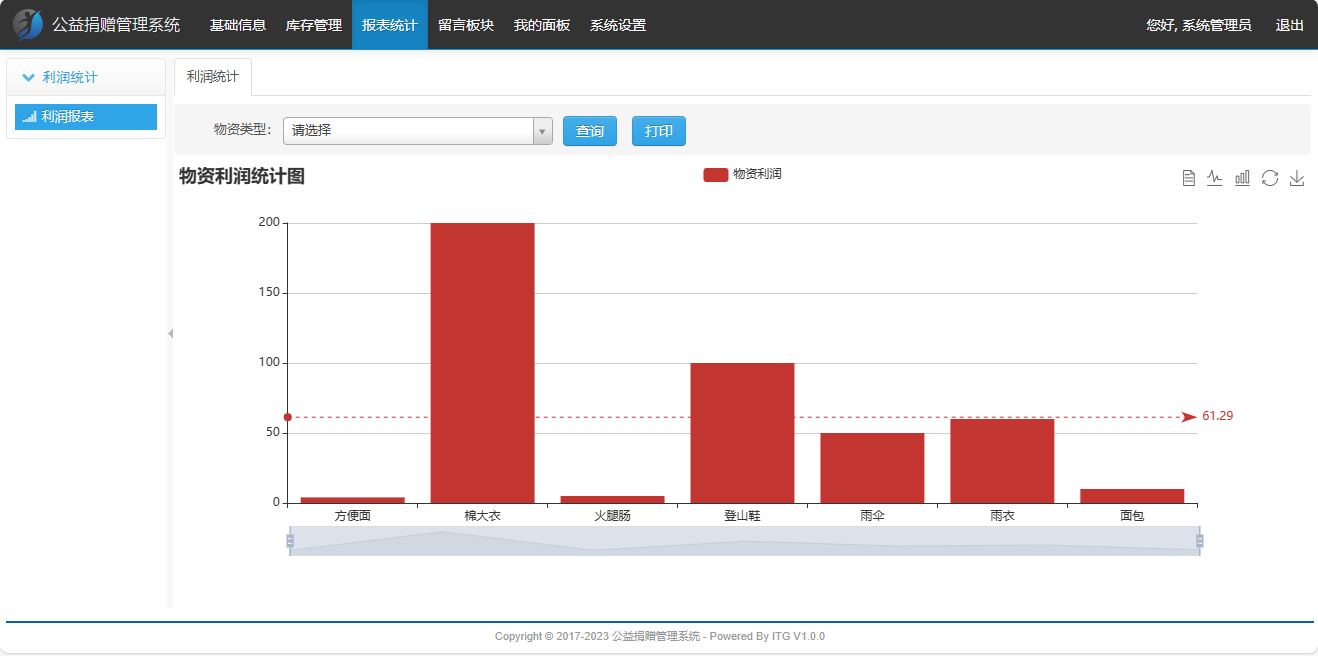 公益捐赠管理系统 基础信息 库存管理 报表统计 留言板块 我的面板 系统设置 您好, 系统管理员 退出
利润统计
利润报表
利润统计
物资类型： 请选择 查询 打印
物资利润统计图
物资利润
200
150
100
61.29
50
0
方便面 棉大衣 火腿肠 登山鞋 雨伞 雨衣 面包
Copyright © 2017-2023 公益捐赠管理系统 - Powered By ITG V1.0.0